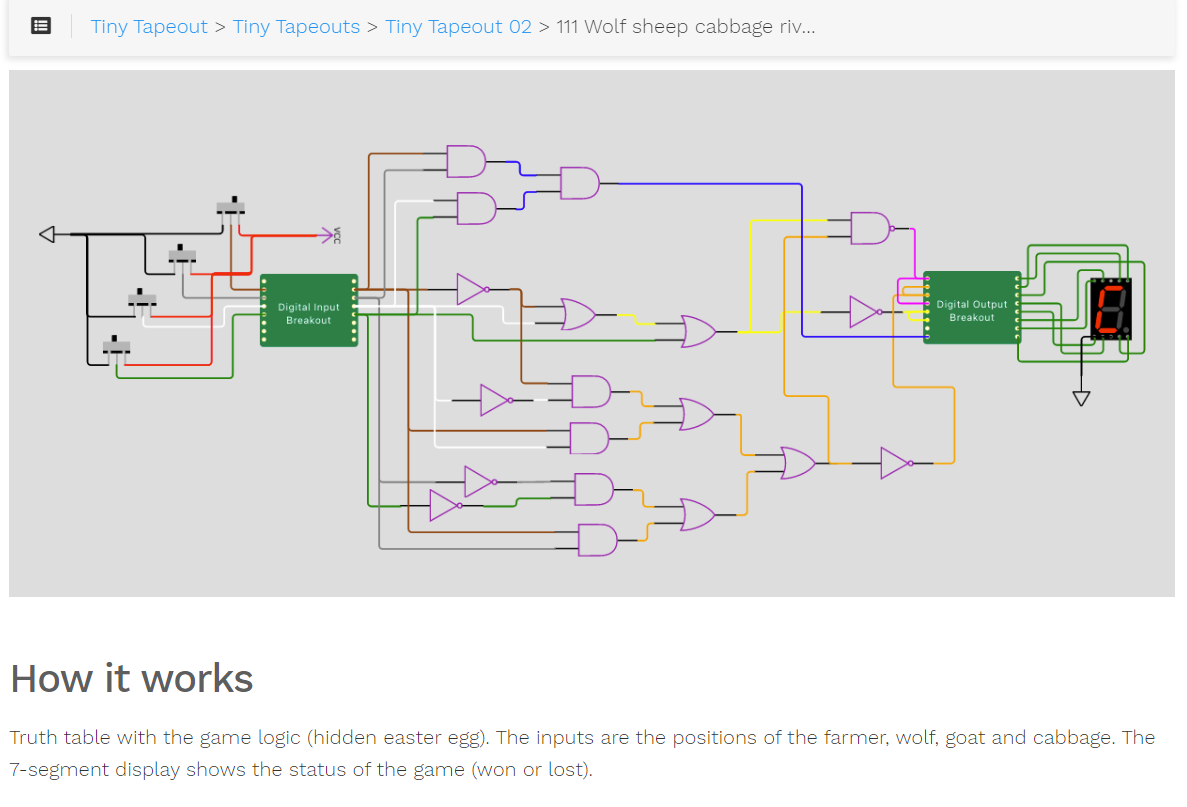 Tiny Tapeout > Tiny Tapeouts > Tiny Tapeout 02 > 111 Wolf sheep cabbage riv...
VCC
Digital Input
Breakout
Digital Output
Breakout
How it works
Truth table with the game logic (hidden easter egg). The inputs are the positions of the farmer, wolf, goat and cabbage. The
7-segment display shows the status of the game (won or lost).